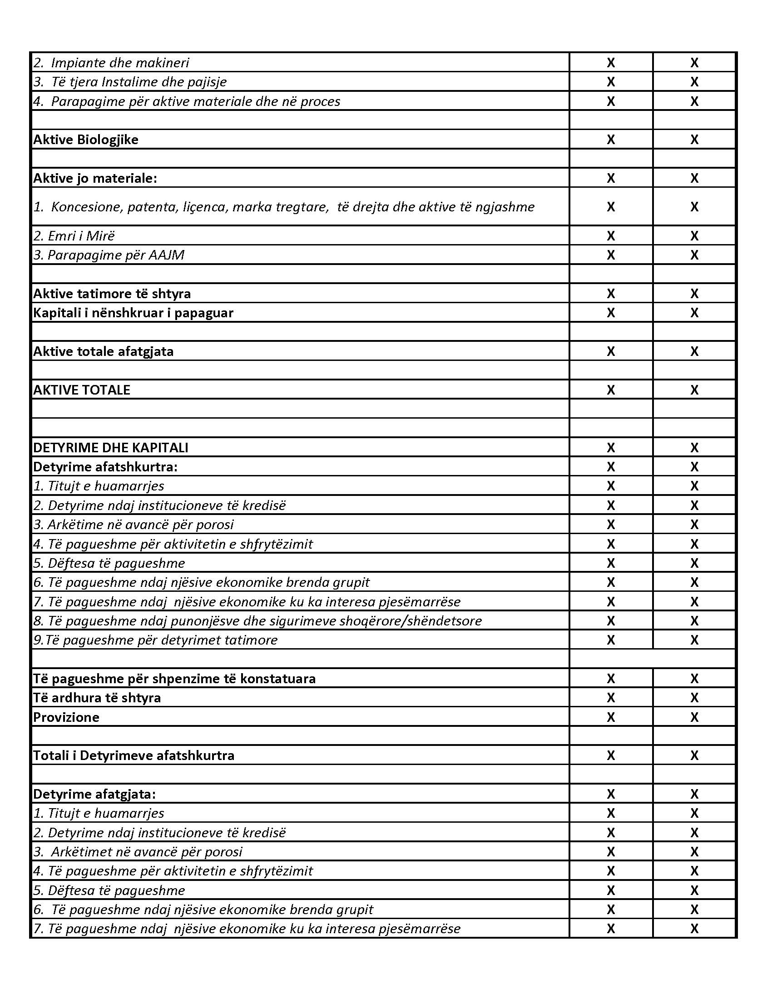 2. Impiante dhe makineri X X
3. Të tjera Instalime dhe pajisje X X
4. Parapagime për aktive materiale dhe në proces X X
Aktive Biologjike X X
Aktive jo materiale: X X
1. Koncesione, patenta, liçenca, marka tregtare, të drejta dhe aktive të ngjashme X X
2. Emri i Mirë X X
3. Parapagime për AAJM X X
Aktive tatimore të shtyra X X
Kapitali i nënshkruar i papaguar X X
Aktive totale afatgjata X X
AKTIVE TOTALE X X
DETYRIME DHE KAPITALI X X
Detyrime afatshkurtra: X X
1. Titujt e huamarrjes X X
2. Detyrime ndaj institucioneve të kredisë X X
3. Arkëtime në avancë për porosi X X
4. Të pagueshme për aktivitetin e shfrytëzimit X X
5. Dëftesa të pagueshme X X
6. Të pagueshme ndaj njësive ekonomike brenda grupit X X
7. Të pagueshme ndaj njësive ekonomike ku ka interesa pjesëmarrëse X X
8. Të pagueshme ndaj punonjësve dhe sigurimeve shoqërore/shëndetsore X X
9.Të pagueshme për detyrimet tatimore X X
Të pagueshme për shpenzime të konstatuara X X
Të ardhura të shtyra X X
Provizione X X
Totali i Detyrimeve afatshkurtra X X
Detyrime afatgjata: X X
1. Titujt e huamarrjes X X
2. Detyrime ndaj institucioneve të kredisë X X
3. Arkëtimet në avancë për porosi X X
4. Të pagueshme për aktivitetin e shfrytëzimit X X
5. Dëftesa të pagueshme X X
6. Të pagueshme ndaj njësive ekonomike brenda grupit X X
7. Të pagueshme ndaj njësive ekonomike ku ka interesa pjesëmarrëse X X